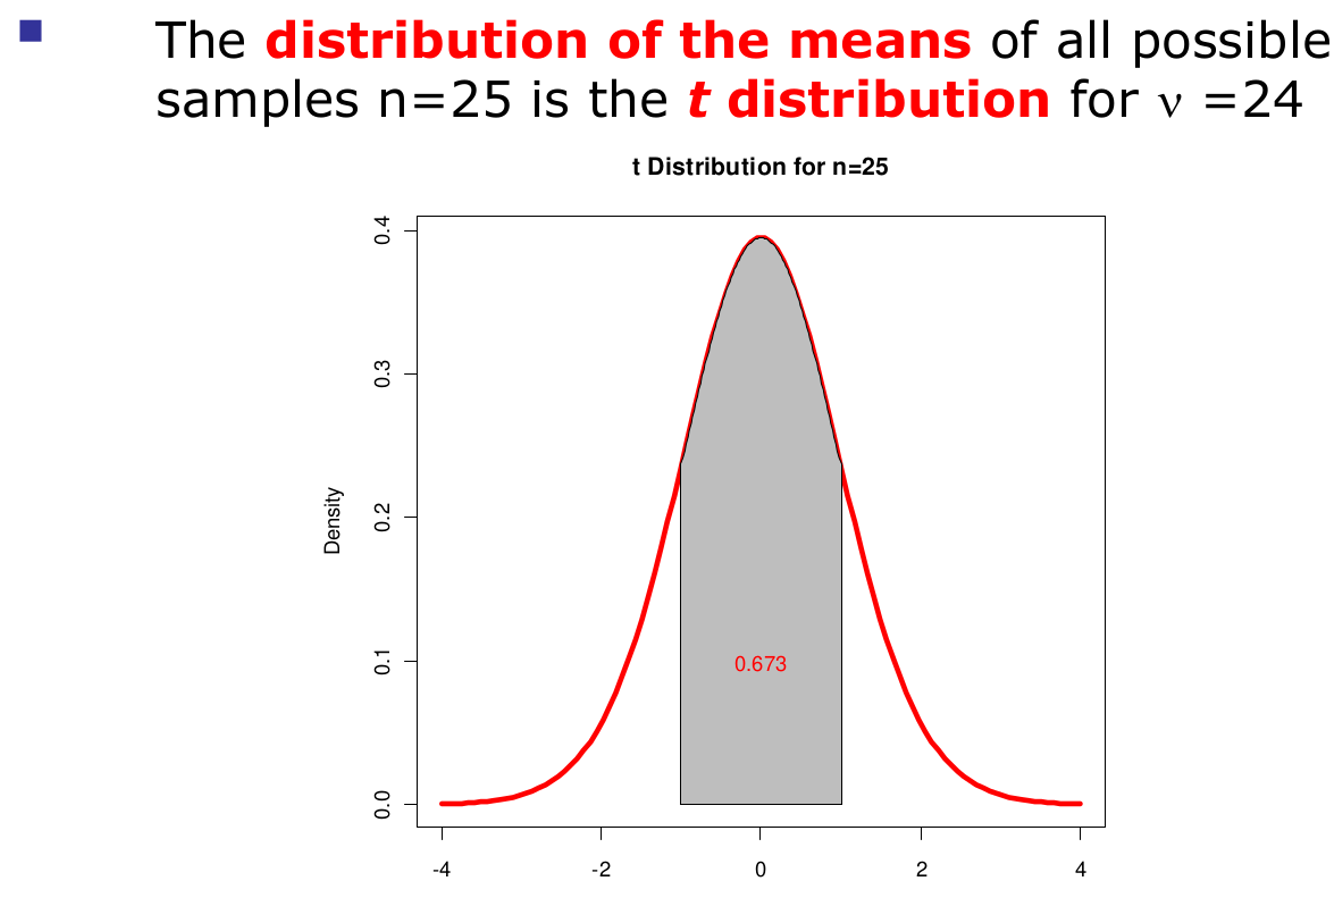 The distribution of the means of all possible
samples n=25 is the t distribution for ν =24
t Distribution for n=25
Density
0.4
0.3
0.2
0.1
0.0
0.673
-4 -2 0 2 4